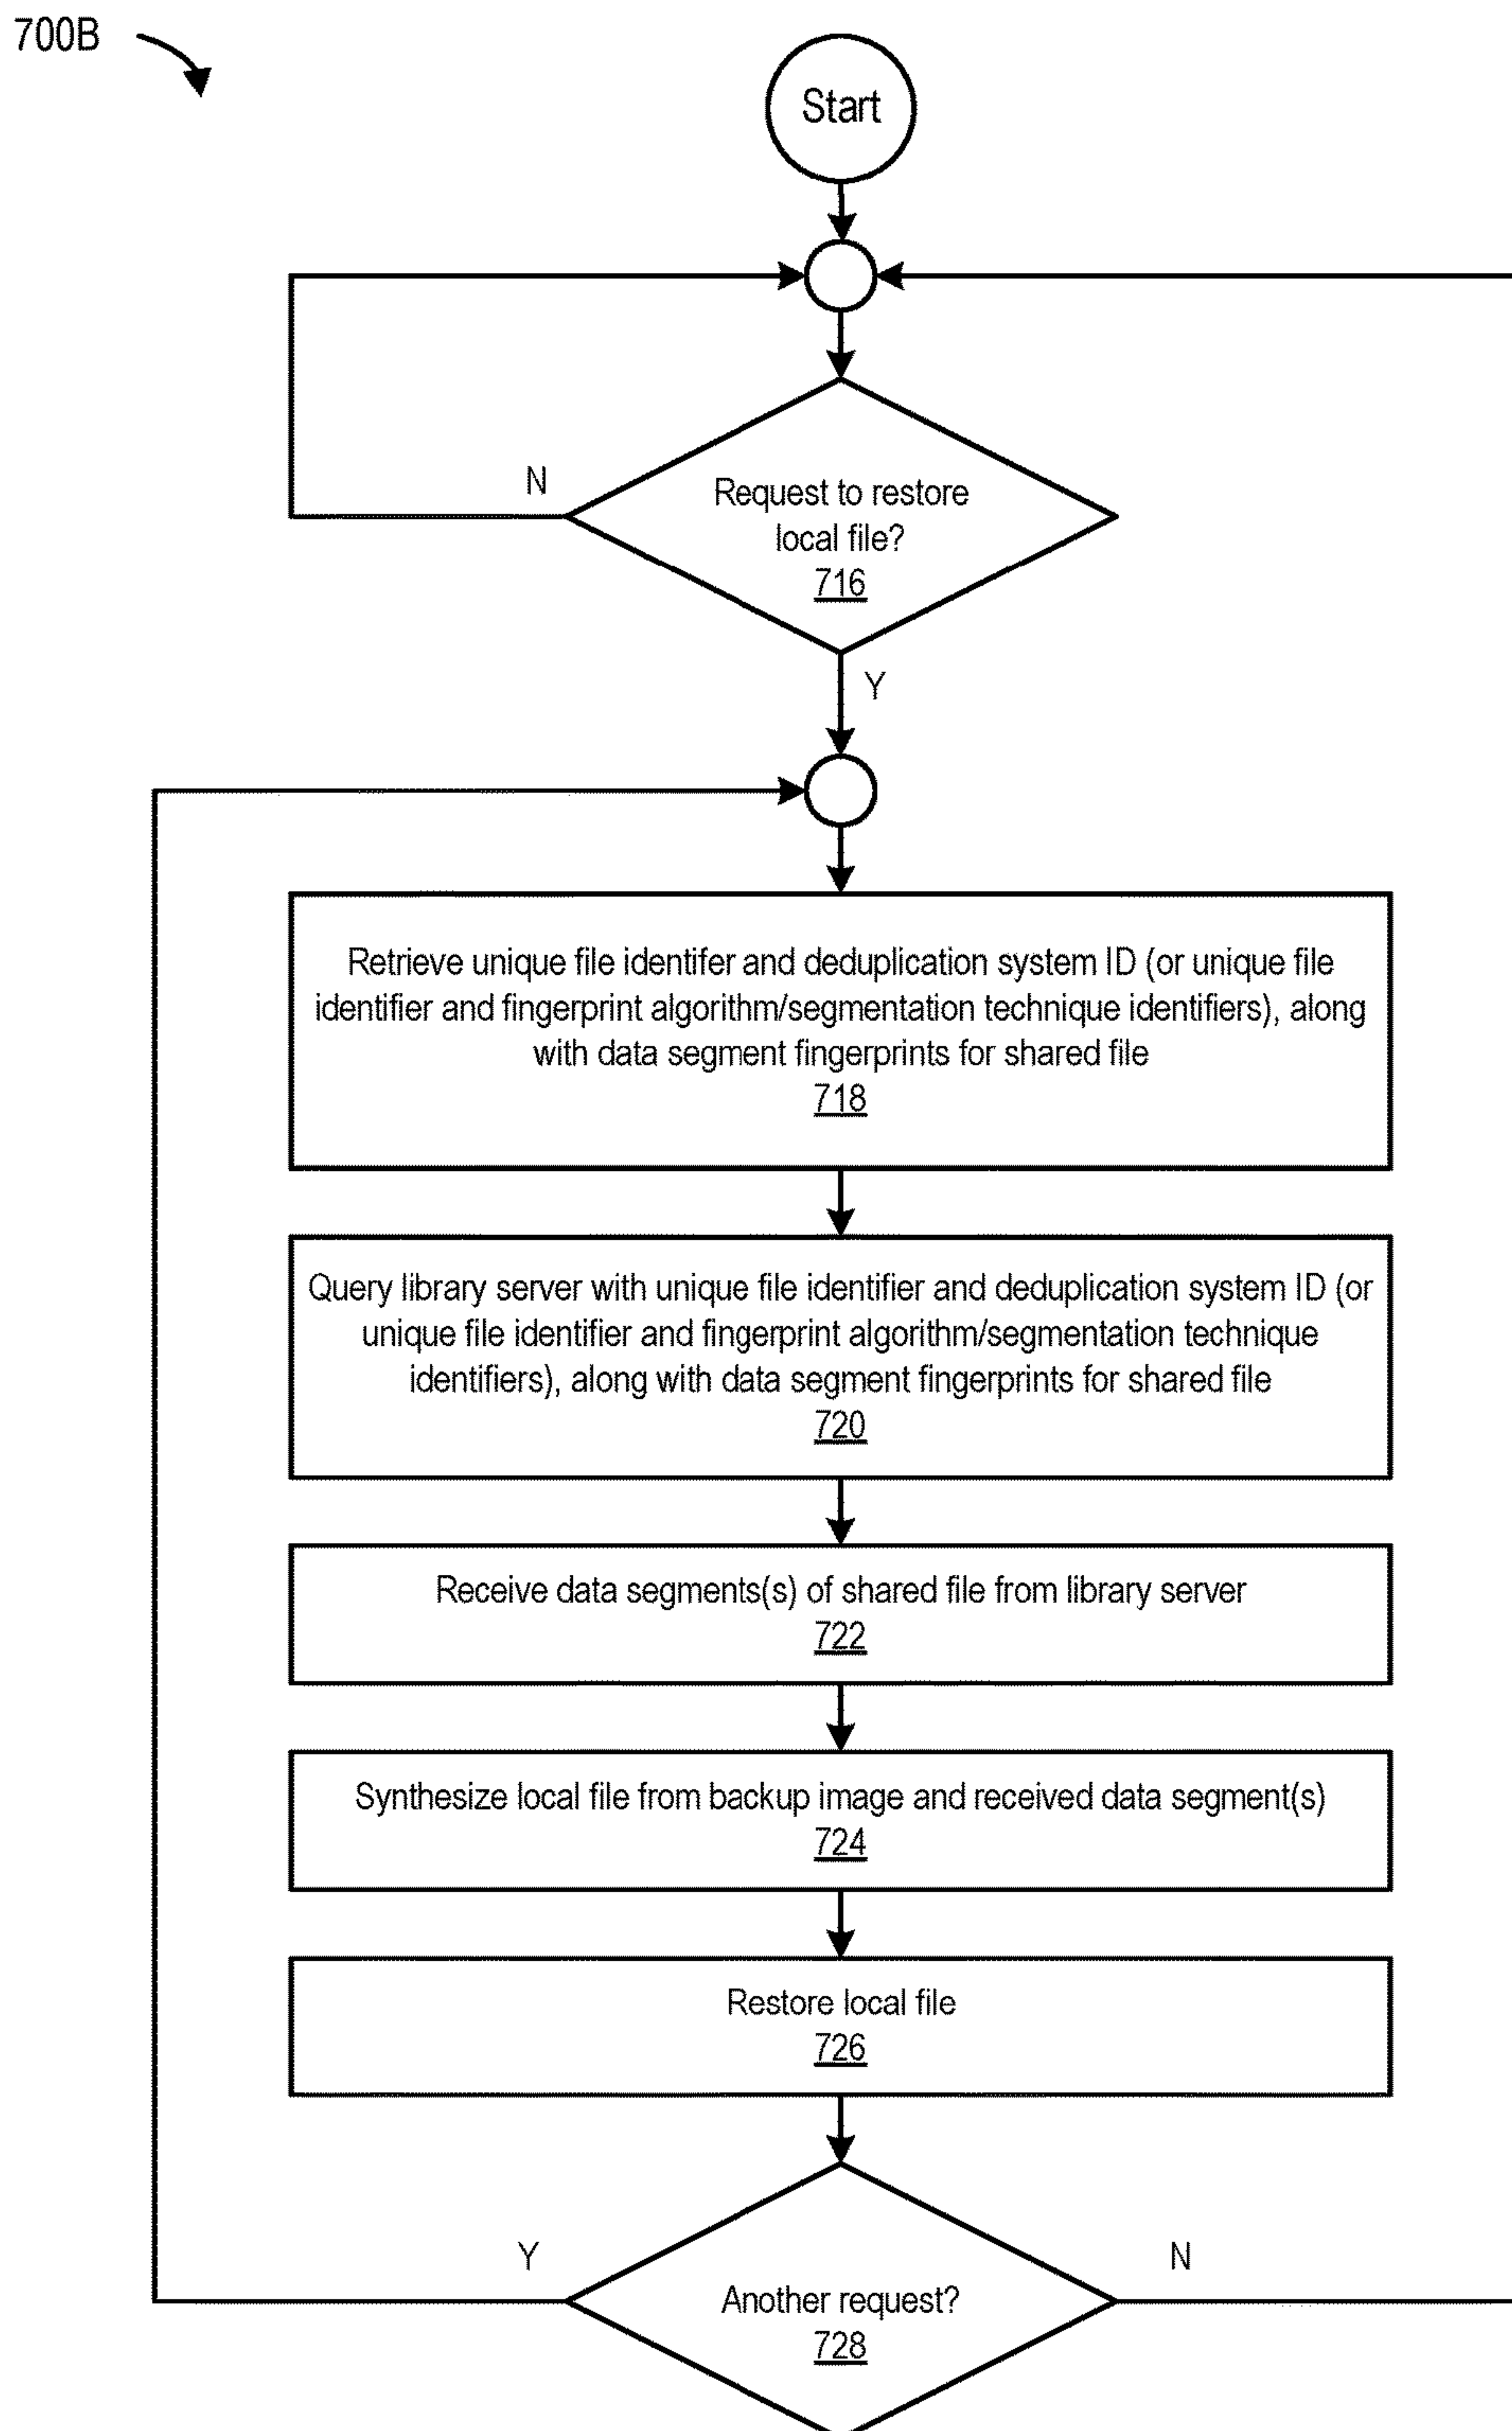 700B
Start
N
Request to restore
local file?
716
Y
Retrieve unique file identifer and deduplication system ID (or unique file
identifier and fingerprint algorithm/segmentation technique identifiers), along
with data segment fingerprints for shared file
718
Query library server with unique file identifier and deduplication system ID (or
unique file identifier and fingerprint algorithm/segmentation technique
identifiers), along with data segment fingerprints for shared file
720
Receive data segments(s) of shared file from library server
722
Synthesize local file from backup image and received data segment(s)
724
Restore local file
726
Y
N
Another request?
728